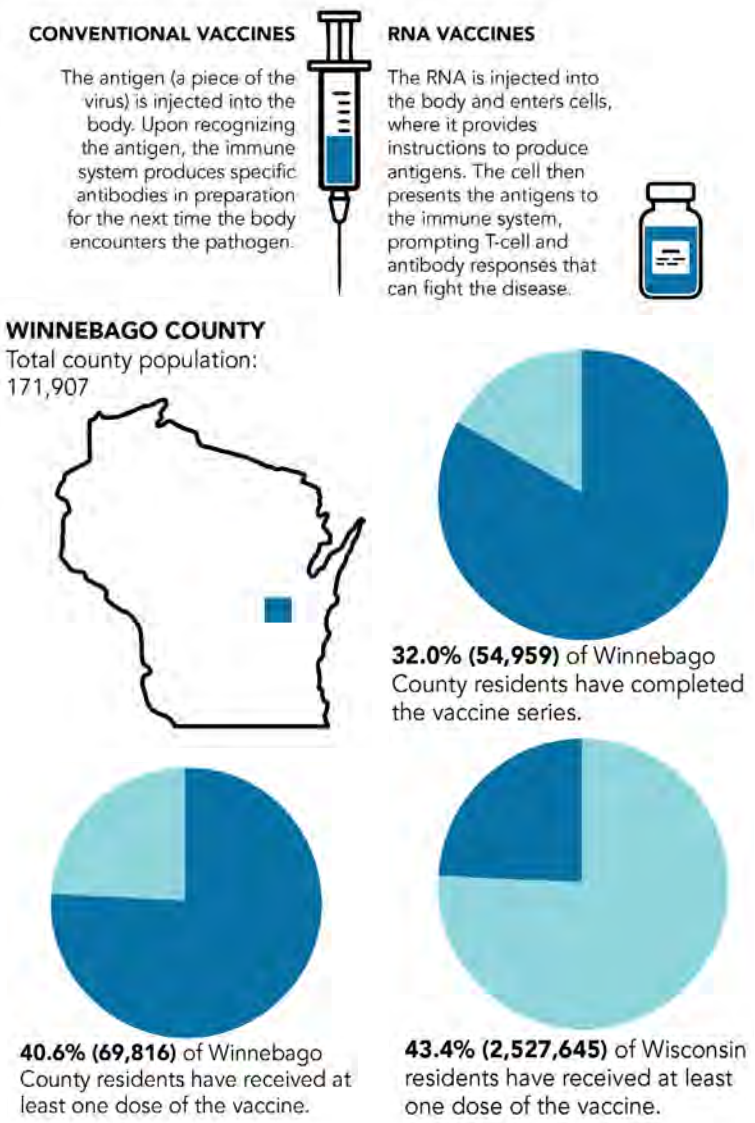 CONVENTIONAL VACCINES
The antigen (a piece of the
virus) is injected into the
body. Upon recognizing
the antigen, the immune
system produces specific
antibodies in preparation
for the next time the body
encounters the pathogen.
RNA VACCINES
The RNA is injected into
the body and enters cells,
where it provides
instructions to produce
antigens. The cell then
presents the antigens to
the immune system,
prompting T-cell and
antibody responses that
can fight the disease.
WINNEBAGO COUNTY
Total county population:
171,907
32.0% (54,959) of Winnebago
County residents have completed
the vaccine series.
40.6% (69,816) of Winnebago
County residents have received at
least one dose of the vaccine.
43.4% (2,527,645) of Wisconsin
residents have received at least
one dose of the vaccine.